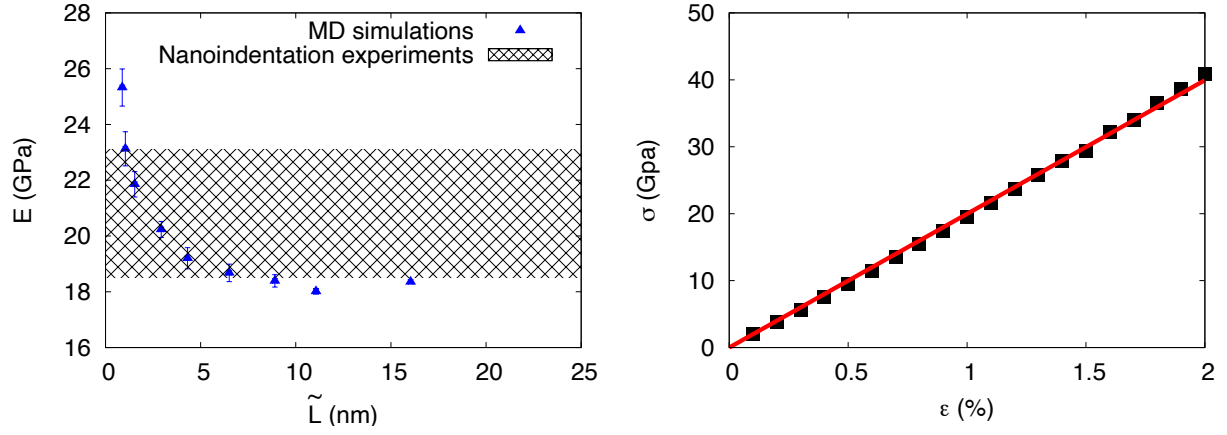 28
26
24
22
20
18
16
E (GPa)
MD simulations
Nanoindentation experiments
0 5 10 15 20 25
L̃ (nm)
50
40
30
20
10
0
σ (Gpa)
0 0.5 1 1.5 2
ε (%)